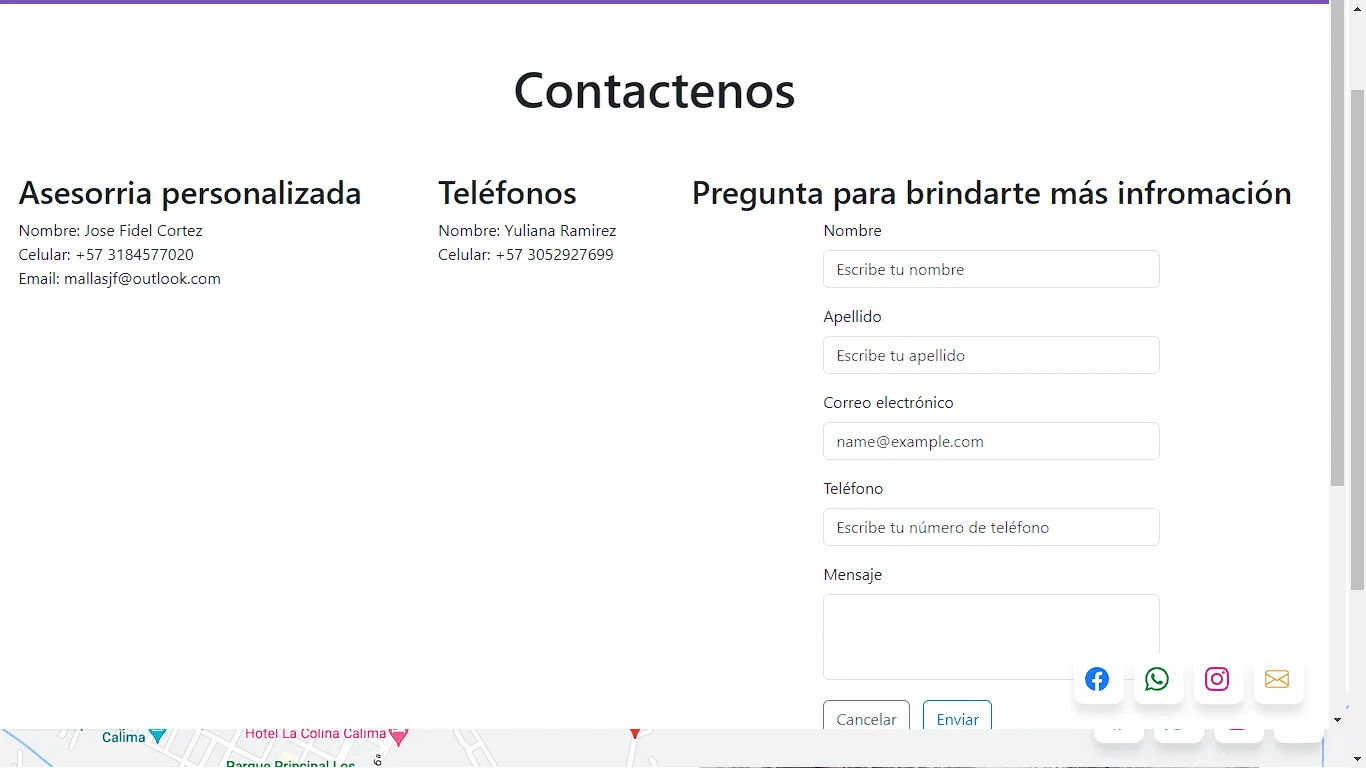 Contactenos
Asesorria personalizada
Nombre: Jose Fidel Cortez
Celular: +57 3184577020
Email: mallasjf@outlook.com
Teléfonos
Nombre: Yuliana Ramirez
Celular: +57 3052927699
Pregunta para brindarte más infromación
Nombre
Escribe tu nombre
Apellido
Escribe tu apellido
Correo electrónico
name@example.com
Teléfono
Escribe tu número de teléfono
Mensaje
Cancelar
Enviar
Calima
Hotel La Colina Calima
Parque Principal Los